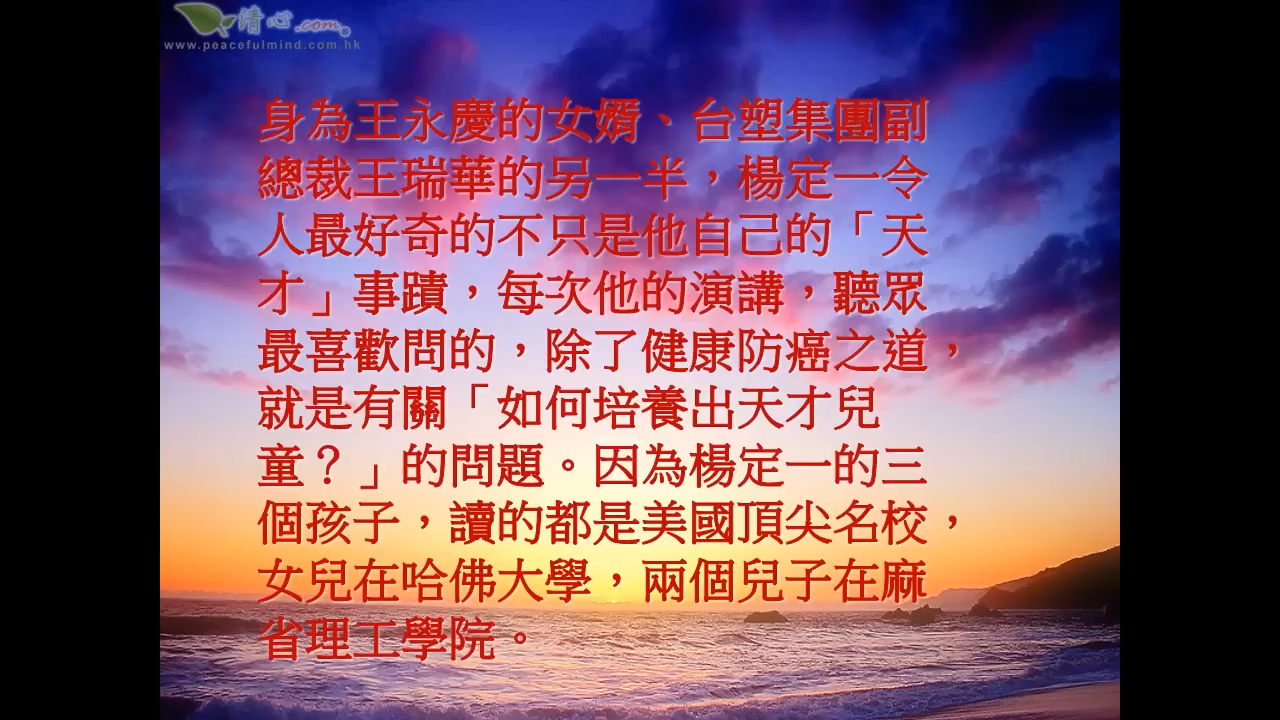 清心.com
www.peacefulmind.com.hk
身為王永慶的女婿、台塑集團副
總裁王瑞華的另一半，楊定一令
人最好奇的不只是他自己的「天
才」事蹟，每次他的演講，聽眾
最喜歡問的，除了健康防癌之道，
就是有關「如何培養出天才兒
童？」的問題。因為楊定一的三
個孩子，讀的都是美國頂尖名校，
女兒在哈佛大學，兩個兒子在麻
省理工學院。